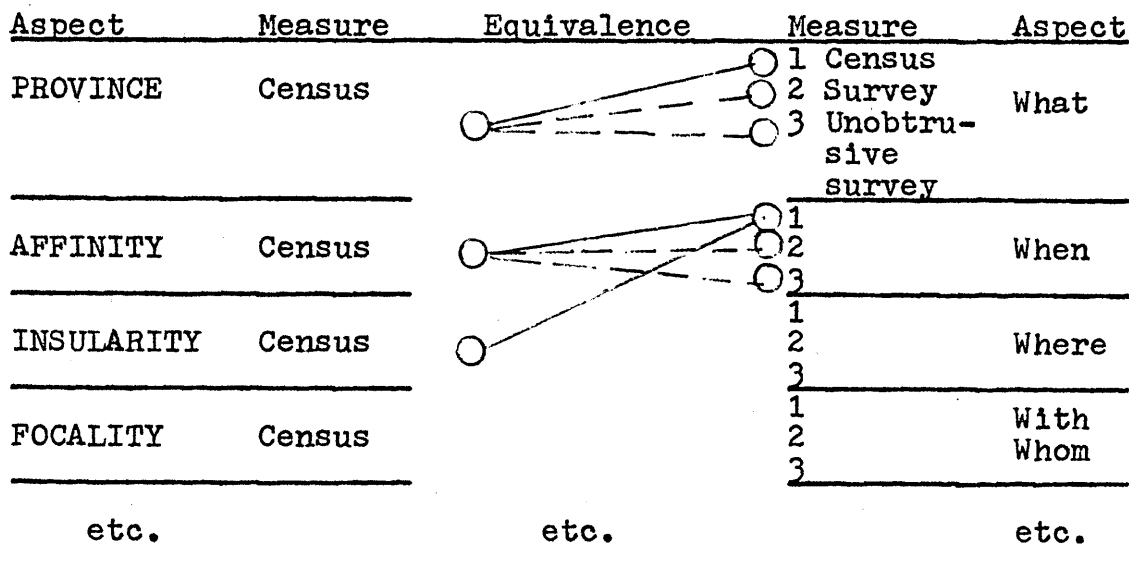 Aspect Measure Equivalence Measure Aspect
1 Census
PROVINCE Census 2 Survey What
3 Unobtru-
sive
survey
1
AFFINITY Census 2 When
3
1
INSULARITY Census 2 Where
3
1 With
FOCALITY Census 2 Whom
3
etc. etc. etc.